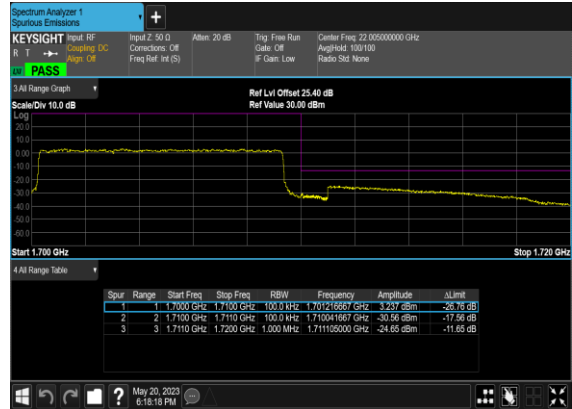 Spectrum Analyzer 1
Spurious Emissions
+
KEYSIGHT Input: RF
R T Coupling: DC
Align: Off
Input Z: 50 Ω
Corrections: Off
Freq Ref: Int (S)
Atten: 20 dB
Trig: Free Run
Gate: Off
IF Gain: Low
Center Freq: 22.005000000 GHz
Avg|Hold: 100/100
Radio Std: None
PASS
3 All Range Graph
Ref Lvl Offset 25.40 dB
Scale/Div 10.0 dB
Ref Value 30.00 dBm
Log
20.0
10.0
0.00
-10.0
-20.0
-30.0
-40.0
-50.0
-60.0
Start 1.700 GHz
Stop 1.720 GHz
4 All Range Table
Spur Range Start Freq Stop Freq RBW Frequency Amplitude ΔLimit
1 1 1.7000 GHz 1.7100 GHz 100.0 kHz 1.701216667 GHz 3.237 dBm -26.76 dB
2 2 1.7100 GHz 1.7110 GHz 100.0 kHz 1.710041667 GHz -30.56 dBm -17.56 dB
3 3 1.7110 GHz 1.7200 GHz 1.000 MHz 1.711105000 GHz -24.65 dBm -11.65 dB
?
May 20, 2023
6:18:18 PM